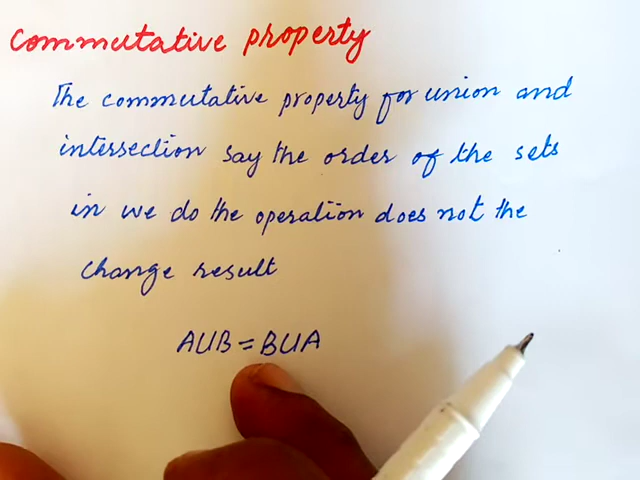 Commutative property
The commutative property for union and
intersection say the order of the sets
in we do the operation does not the
change result
AUB = BUA